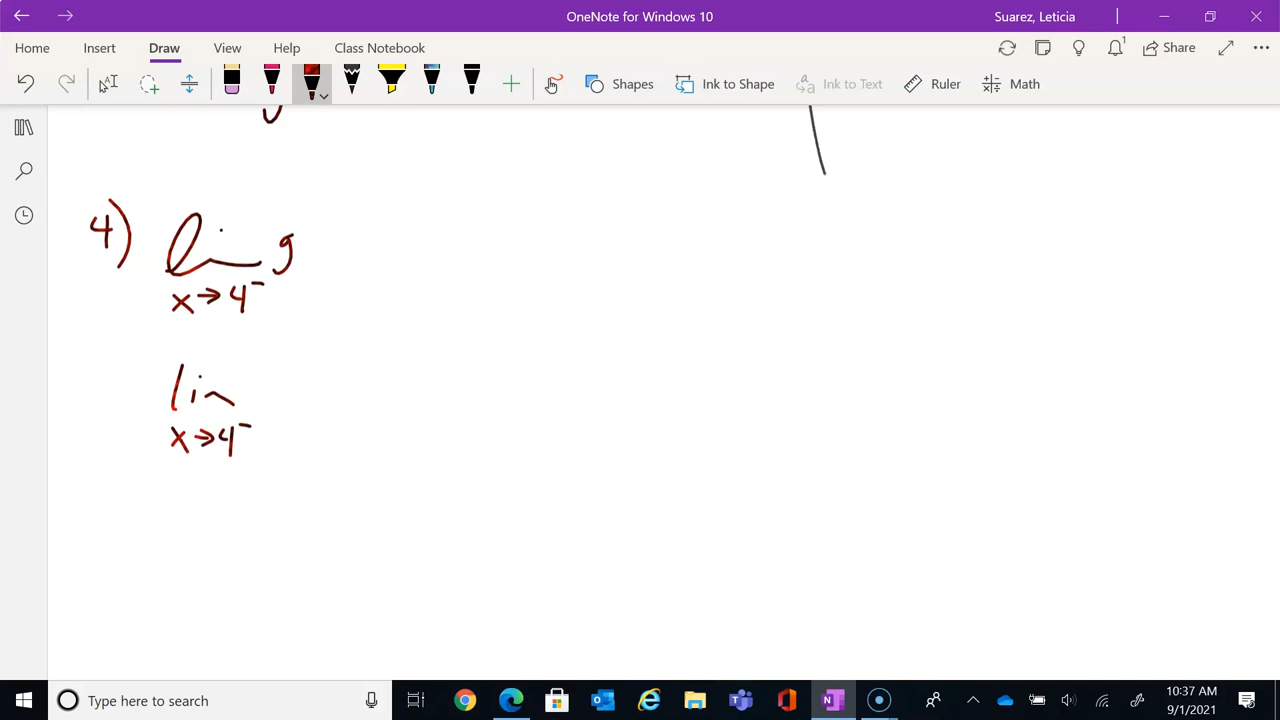 OneNote for Windows 10
Suarez, Leticia
Home Insert Draw View Help Class Notebook Share
Shapes Ink to Shape Ink to Text Ruler Math
4) lim g
x→4⁻
lim
x→4⁻
Type here to search
10:37 AM
9/1/2021